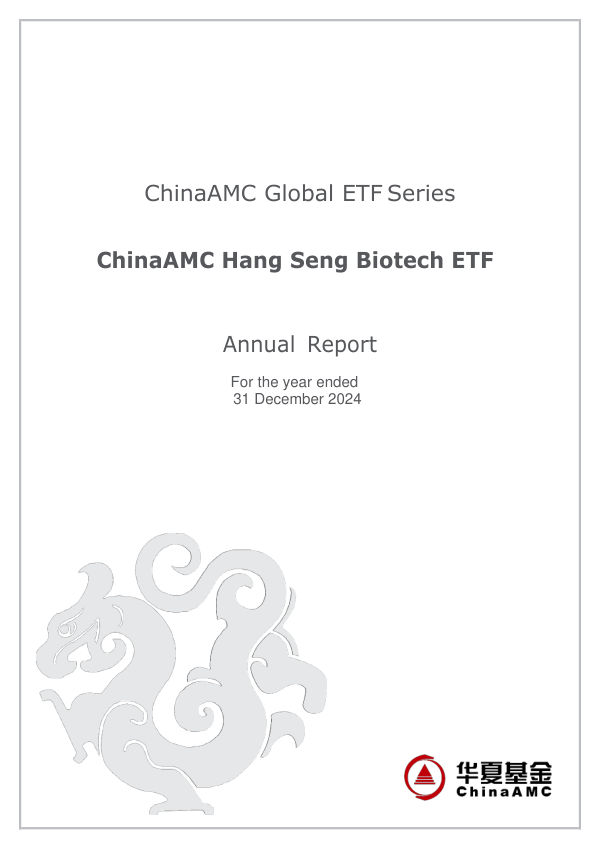 ChinaAMC Global ETF Series
ChinaAMC Hang Seng Biotech ETF
Annual Report
For the year ended
31 December 2024
华夏基金
ChinaAMC